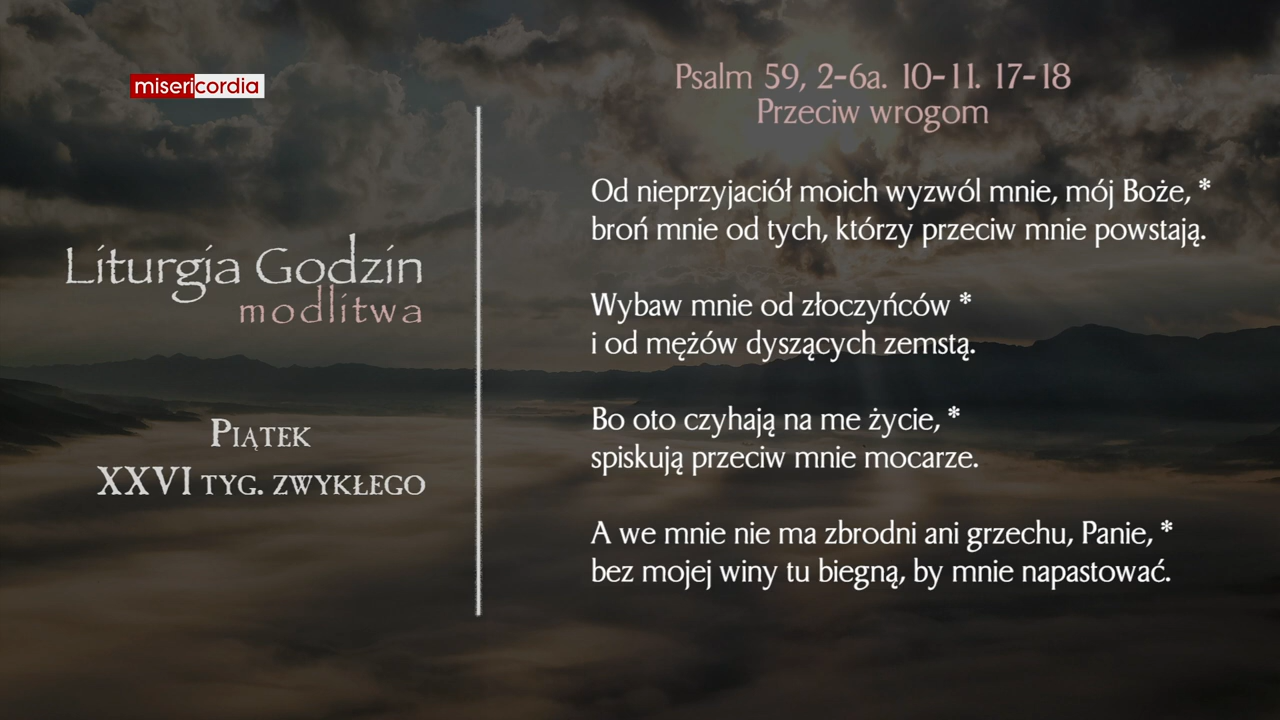 misericordia
Liturgia Godzin
modlitwa
Piątek
XXVI tyg. zwykłego
Psalm 59, 2-6a. 10-11. 17-18
Przeciw wrogom
Od nieprzyjaciół moich wyzwól mnie, mój Boże, *
broń mnie od tych, którzy przeciw mnie powstają.
Wybaw mnie od złoczyńców *
i od mężów dyszących zemstą.
Bo oto czyhają na me życie, *
spiskują przeciw mnie mocarze.
A we mnie nie ma zbrodni ani grzechu, Panie, *
bez mojej winy tu biegną, by mnie napastować.